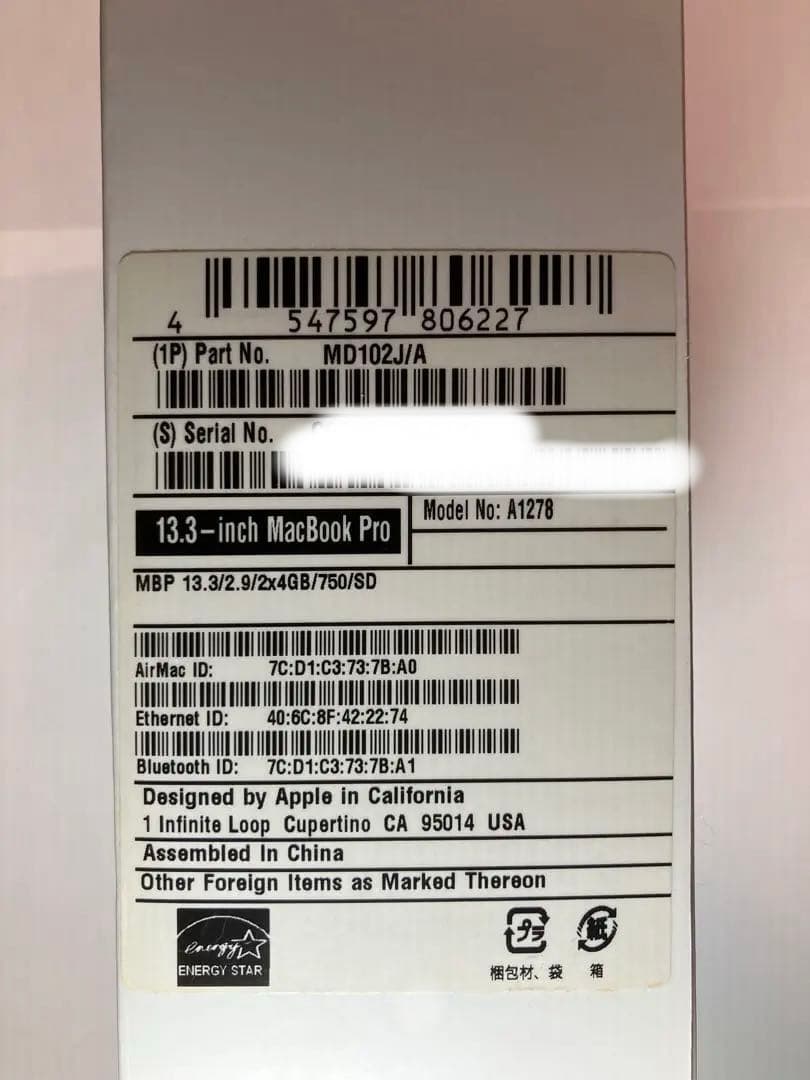 4 547597 806227
(1P) Part No. MD102J/A
(S) Serial No.
13.3-inch MacBook Pro
Model No: A1278
MBP 13.3/2.9/2x4GB/750/SD
AirMac ID: 7C:D1:C3:73:7B:A0
Ethernet ID: 40:6C:8F:42:22:74
Bluetooth ID: 7C:D1:C3:73:7B:A1
Designed by Apple in California
1 Infinite Loop Cupertino CA 95014 USA
Assembled In China
Other Foreign Items as Marked Thereon
energy
ENERGY STAR
プラ 紙
梱包材、袋 箱